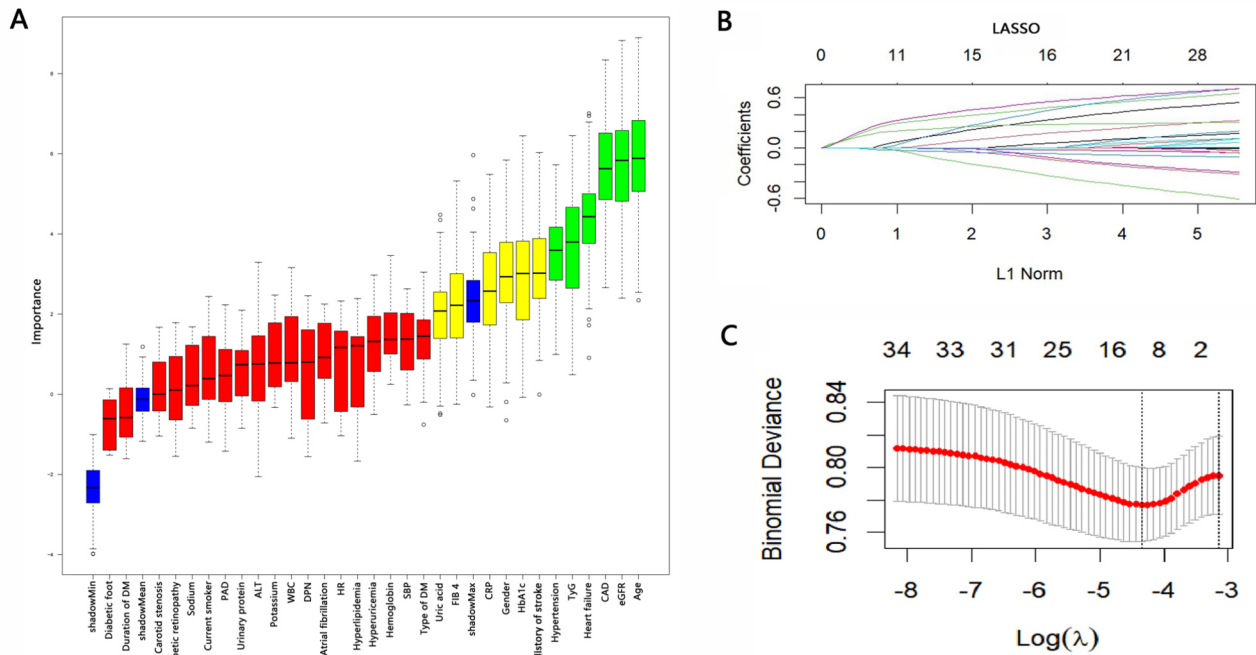 A
Importance
8
6
4
2
0
-2
-4
shadowMin
Diabetic foot
Duration of DM
shadowMean
Carotid stenosis
etic retinopathy
Sodium
Current smoker
PAD
Urinary protein
ALT
Potassium
WBC
DPN
Atrial fibrillation
HR
Hyperlipidemia
Hyperuricemia
Hemoglobin
SBP
Type of DM
Uric acid
FIB 4
shadowMax
CRP
Gender
HbA1c
History of stroke
Hypertension
TyG
Heart failure
CAD
eGFR
Age
B
LASSO
0 11 15 16 21 28
Coefficients
0.6
0.0
-0.6
0 1 2 3 4 5
L1 Norm
C
34 33 31 25 16 8 2
Binomial Deviance
0.84
0.80
0.76
-8 -7 -6 -5 -4 -3
Log(λ)